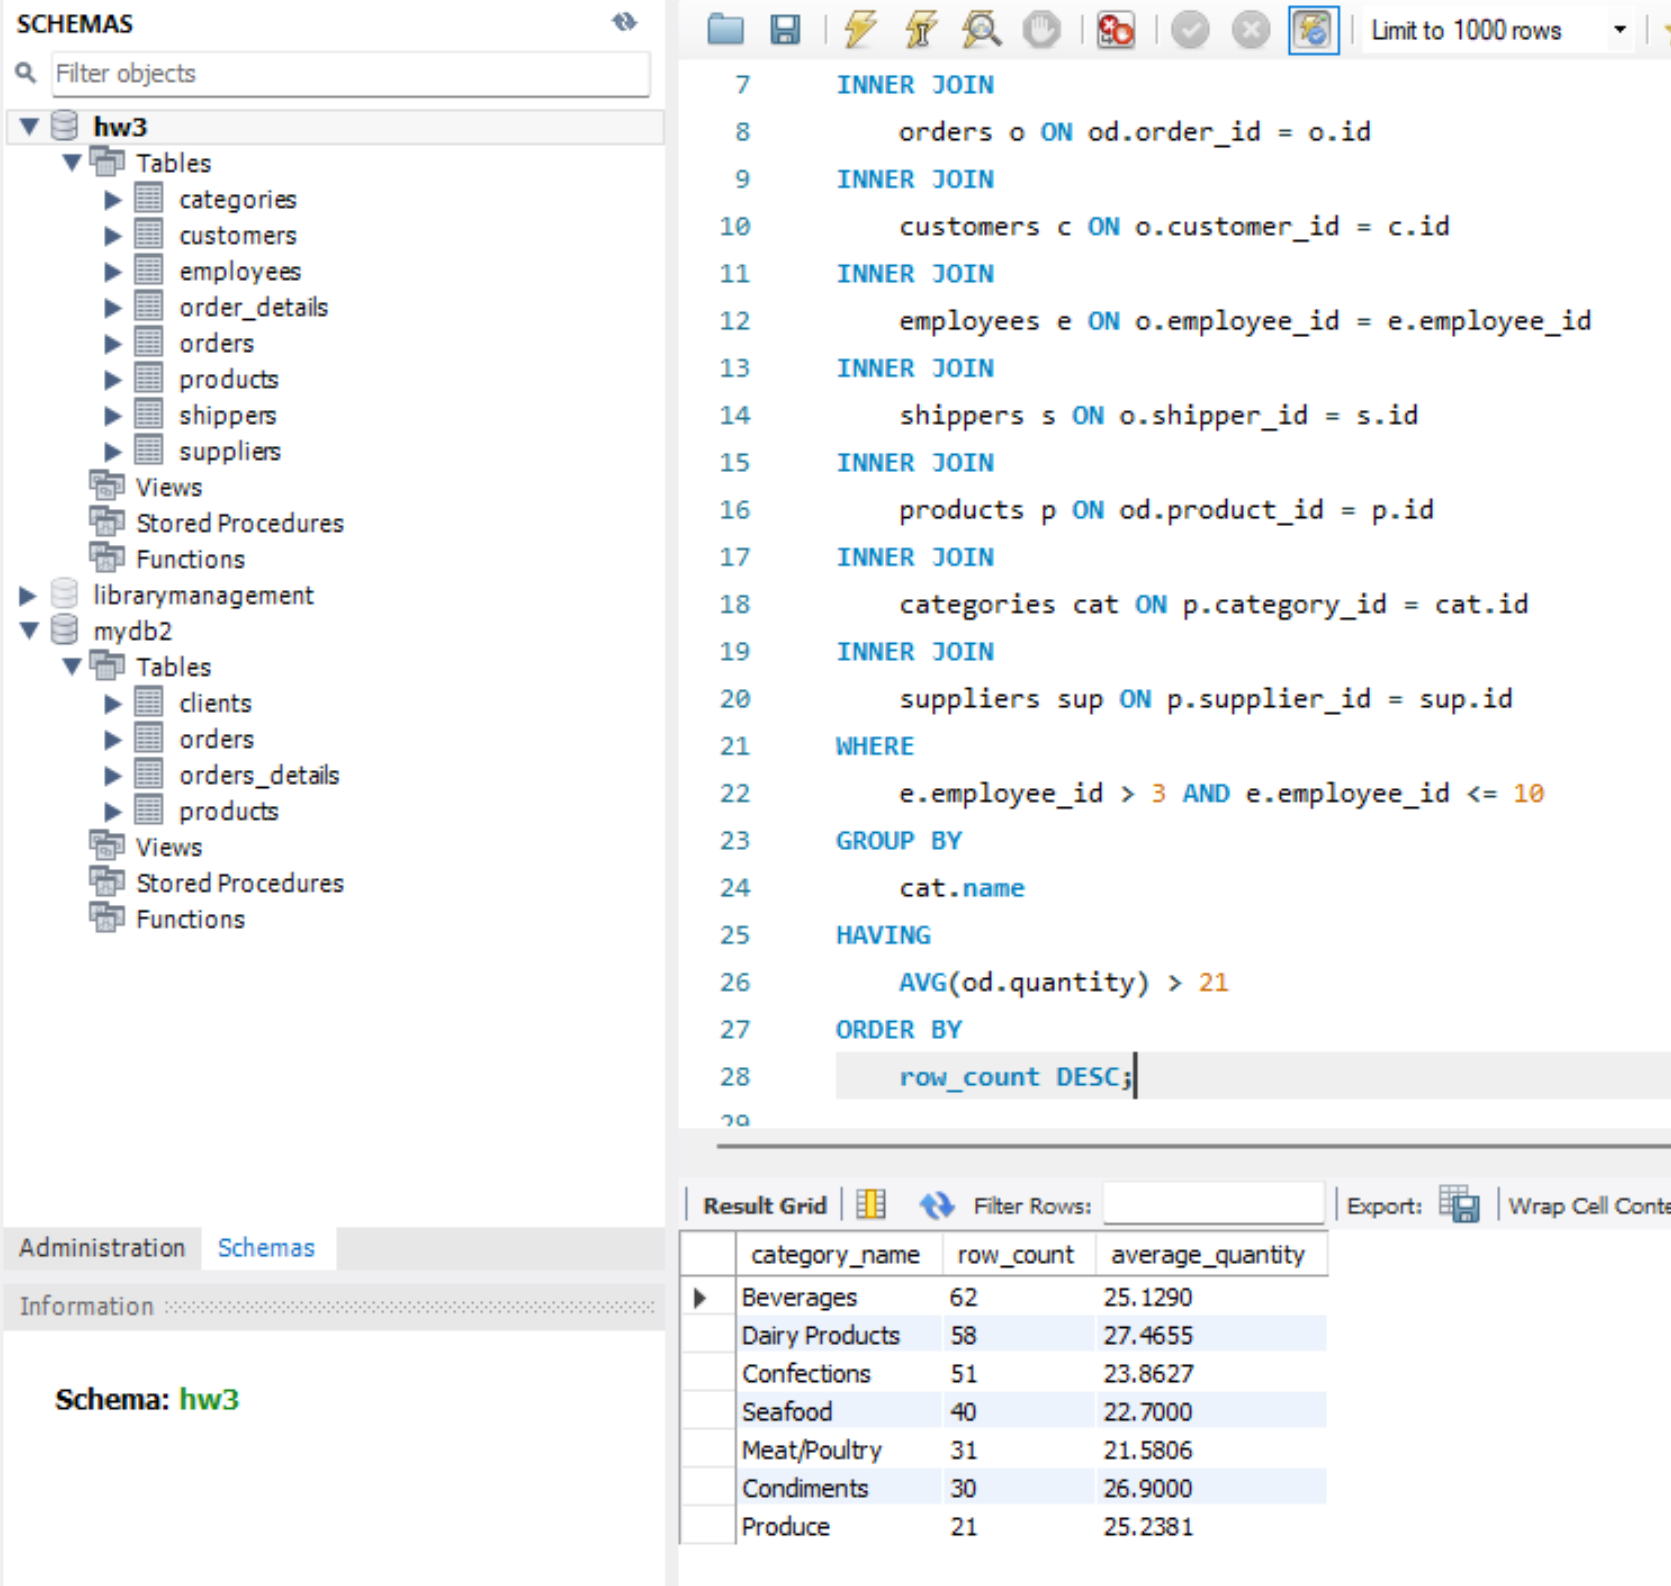 SCHEMAS
Filter objects
hw3
Tables
categories
customers
employees
order_details
orders
products
shippers
suppliers
Views
Stored Procedures
Functions
librarymanagement
mydb2
Tables
clients
orders
orders_details
products
Views
Stored Procedures
Functions
Administration Schemas
Information
Schema: hw3
Limit to 1000 rows
7 INNER JOIN
8 orders o ON od.order_id = o.id
9 INNER JOIN
10 customers c ON o.customer_id = c.id
11 INNER JOIN
12 employees e ON o.employee_id = e.employee_id
13 INNER JOIN
14 shippers s ON o.shipper_id = s.id
15 INNER JOIN
16 products p ON od.product_id = p.id
17 INNER JOIN
18 categories cat ON p.category_id = cat.id
19 INNER JOIN
20 suppliers sup ON p.supplier_id = sup.id
21 WHERE
22 e.employee_id > 3 AND e.employee_id <= 10
23 GROUP BY
24 cat.name
25 HAVING
26 AVG(od.quantity) > 21
27 ORDER BY
28 row_count DESC;
29
Result Grid Filter Rows: Export: Wrap Cell Conte
category_name row_count average_quantity
Beverages 62 25.1290
Dairy Products 58 27.4655
Confections 51 23.8627
Seafood 40 22.7000
Meat/Poultry 31 21.5806
Condiments 30 26.9000
Produce 21 25.2381